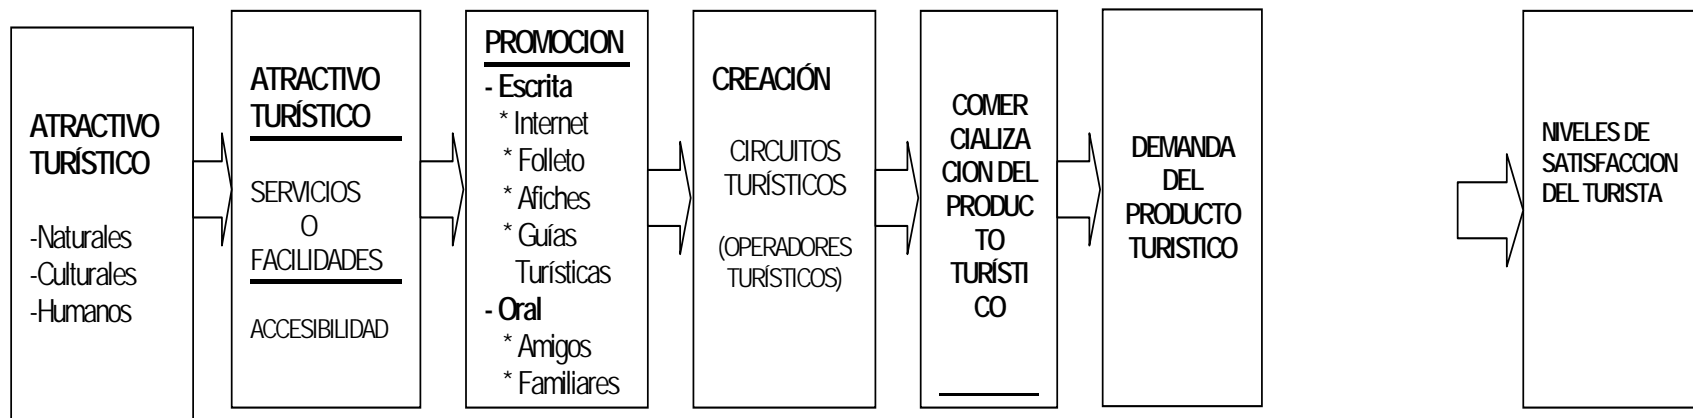 ATRACTIVO
TURÍSTICO
-Naturales
-Culturales
-Humanos
ATRACTIVO
TURÍSTICO
SERVICIOS
O
FACILIDADES
ACCESIBILIDAD
PROMOCION
- Escrita
* Internet
* Folleto
* Afiches
* Guías
Turísticas
- Oral
* Amigos
* Familiares
CREACIÓN
CIRCUITOS
TURÍSTICOS
(OPERADORES
TURÍSTICOS)
COMER
CIALIZA
CION DEL
PRODUC
TO
TURÍSTI
CO
DEMANDA
DEL
PRODUCTO
TURISTICO
NIVELES DE
SATISFACCION
DEL TURISTA